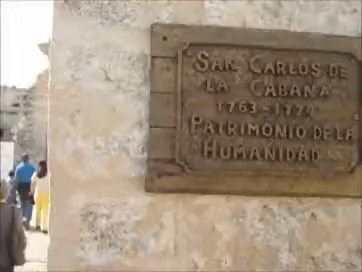 SAN CARLOS DE
LA CABAÑA
1763-1774
PATRIMONIO DE LA
HUMANIDAD